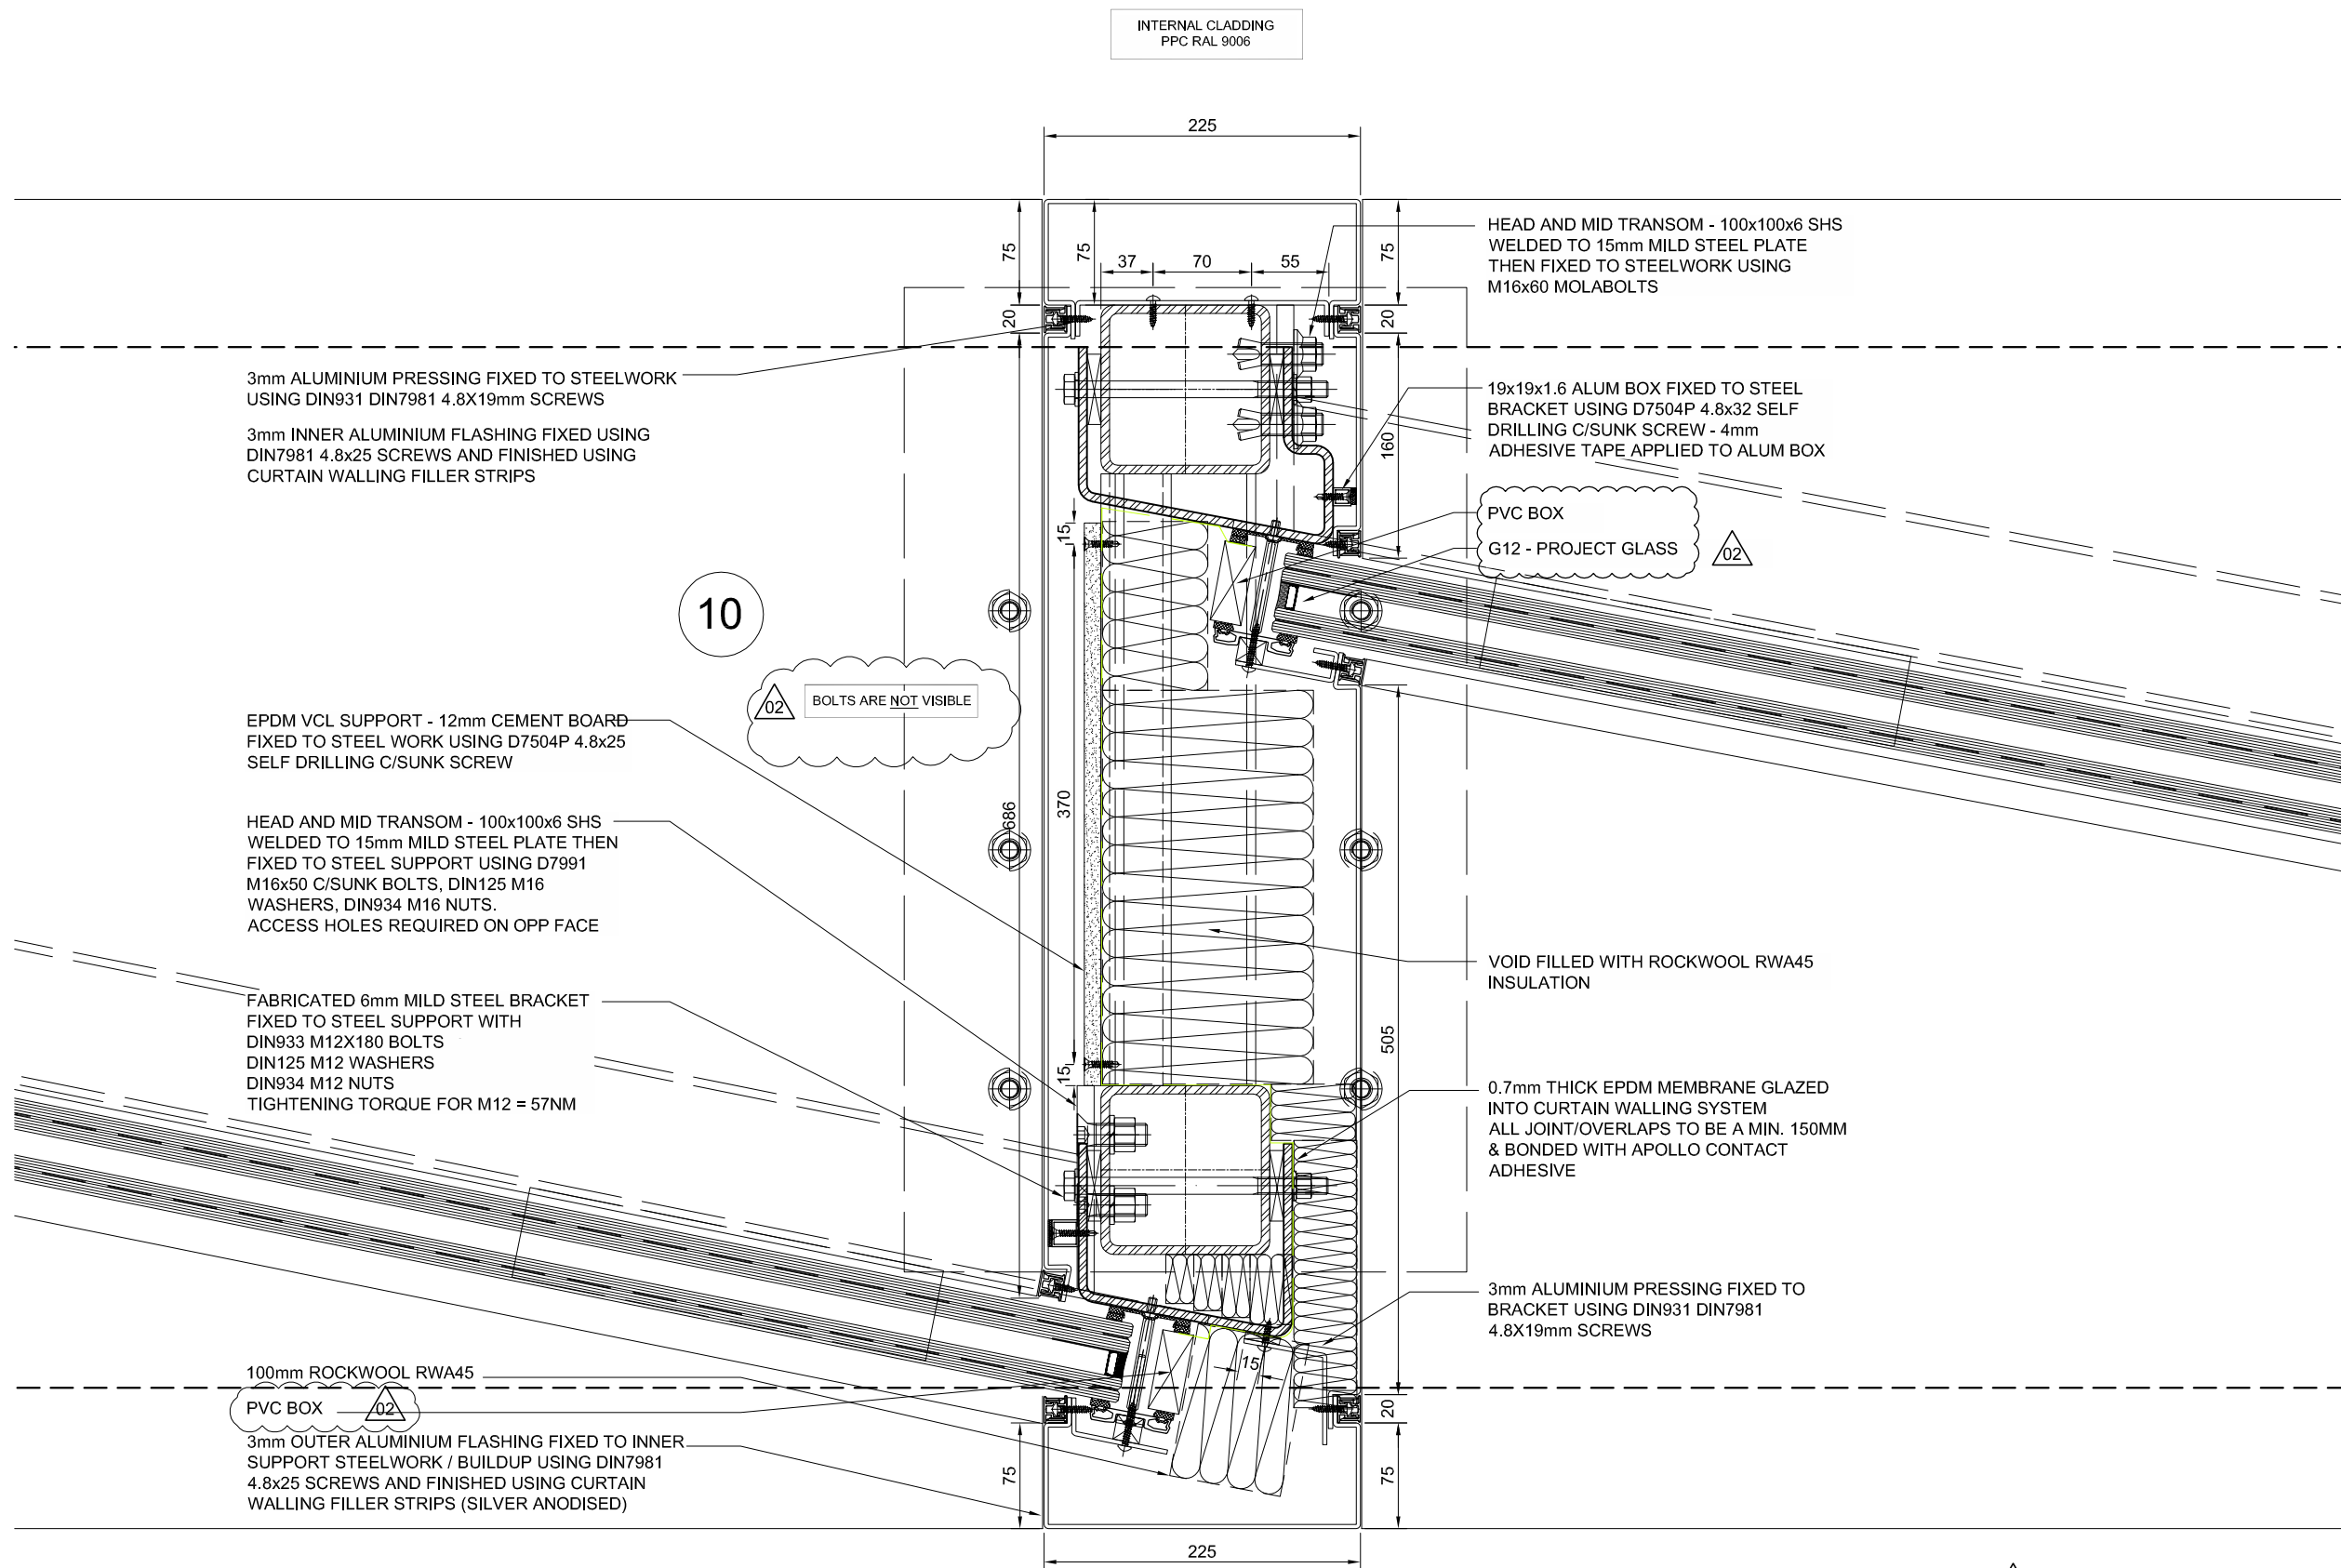 INTERNAL CLADDING
PPC RAL 9006
225
75
75
75
37
70
55
20
20
HEAD AND MID TRANSOM - 100x100x6 SHS
WELDED TO 15mm MILD STEEL PLATE
THEN FIXED TO STEELWORK USING
M16x60 MOLABOLTS
3mm ALUMINIUM PRESSING FIXED TO STEELWORK
USING DIN931 DIN7981 4.8X19mm SCREWS
3mm INNER ALUMINIUM FLASHING FIXED USING
DIN7981 4.8x25 SCREWS AND FINISHED USING
CURTAIN WALLING FILLER STRIPS
19x19x1.6 ALUM BOX FIXED TO STEEL
BRACKET USING D7504P 4.8x32 SELF
DRILLING C/SUNK SCREW - 4mm
ADHESIVE TAPE APPLIED TO ALUM BOX
160
15
PVC BOX
G12 - PROJECT GLASS
02
10
02
BOLTS ARE NOT VISIBLE
EPDM VCL SUPPORT - 12mm CEMENT BOARD
FIXED TO STEEL WORK USING D7504P 4.8x25
SELF DRILLING C/SUNK SCREW
686
370
HEAD AND MID TRANSOM - 100x100x6 SHS
WELDED TO 15mm MILD STEEL PLATE THEN
FIXED TO STEEL SUPPORT USING D7991
M16x50 C/SUNK BOLTS, DIN125 M16
WASHERS, DIN934 M16 NUTS.
ACCESS HOLES REQUIRED ON OPP FACE
VOID FILLED WITH ROCKWOOL RWA45
INSULATION
FABRICATED 6mm MILD STEEL BRACKET
FIXED TO STEEL SUPPORT WITH
DIN933 M12X180 BOLTS
DIN125 M12 WASHERS
DIN934 M12 NUTS
TIGHTENING TORQUE FOR M12 = 57NM
505
15
0.7mm THICK EPDM MEMBRANE GLAZED
INTO CURTAIN WALLING SYSTEM
ALL JOINT/OVERLAPS TO BE A MIN. 150MM
& BONDED WITH APOLLO CONTACT
ADHESIVE
3mm ALUMINIUM PRESSING FIXED TO
BRACKET USING DIN931 DIN7981
4.8X19mm SCREWS
15
100mm ROCKWOOL RWA45
PVC BOX
02
20
3mm OUTER ALUMINIUM FLASHING FIXED TO INNER
SUPPORT STEELWORK / BUILDUP USING DIN7981
4.8x25 SCREWS AND FINISHED USING CURTAIN
WALLING FILLER STRIPS (SILVER ANODISED)
75
75
225